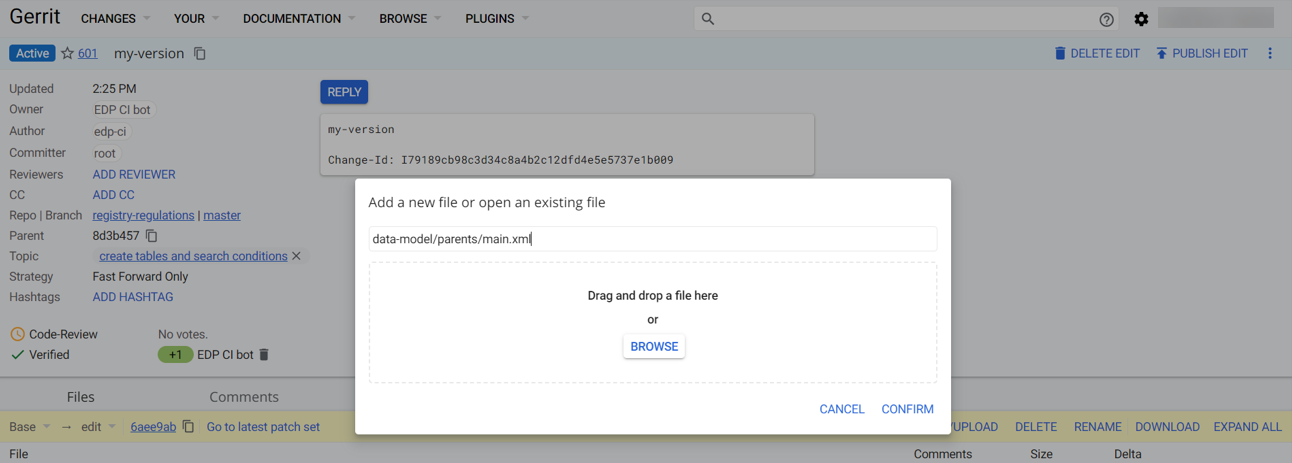 Gerrit CHANGES YOUR DOCUMENTATION BROWSE PLUGINS
Active 601 my-version DELETE EDIT PUBLISH EDIT
Updated 2:25 PM
REPLY
Owner EDP CI bot
Author edp-ci
my-version
Committer root
Change-Id: I79189cb98c3d34c8a4b2c12dfd4e5e5737e1b009
Reviewers ADD REVIEWER
CC ADD CC
Repo | Branch registry-regulations | master
Parent 8d3b457
Topic create tables and search conditions
Strategy Fast Forward Only
Hashtags ADD HASHTAG
Code-Review No votes.
Verified +1 EDP CI bot
Add a new file or open an existing file
data-model/parents/main.xml
Drag and drop a file here
or
BROWSE
CANCEL CONFIRM
Files Comments
Base → edit 6aee9ab Go to latest patch set /UPLOAD DELETE RENAME DOWNLOAD EXPAND ALL
File Comments Size Delta